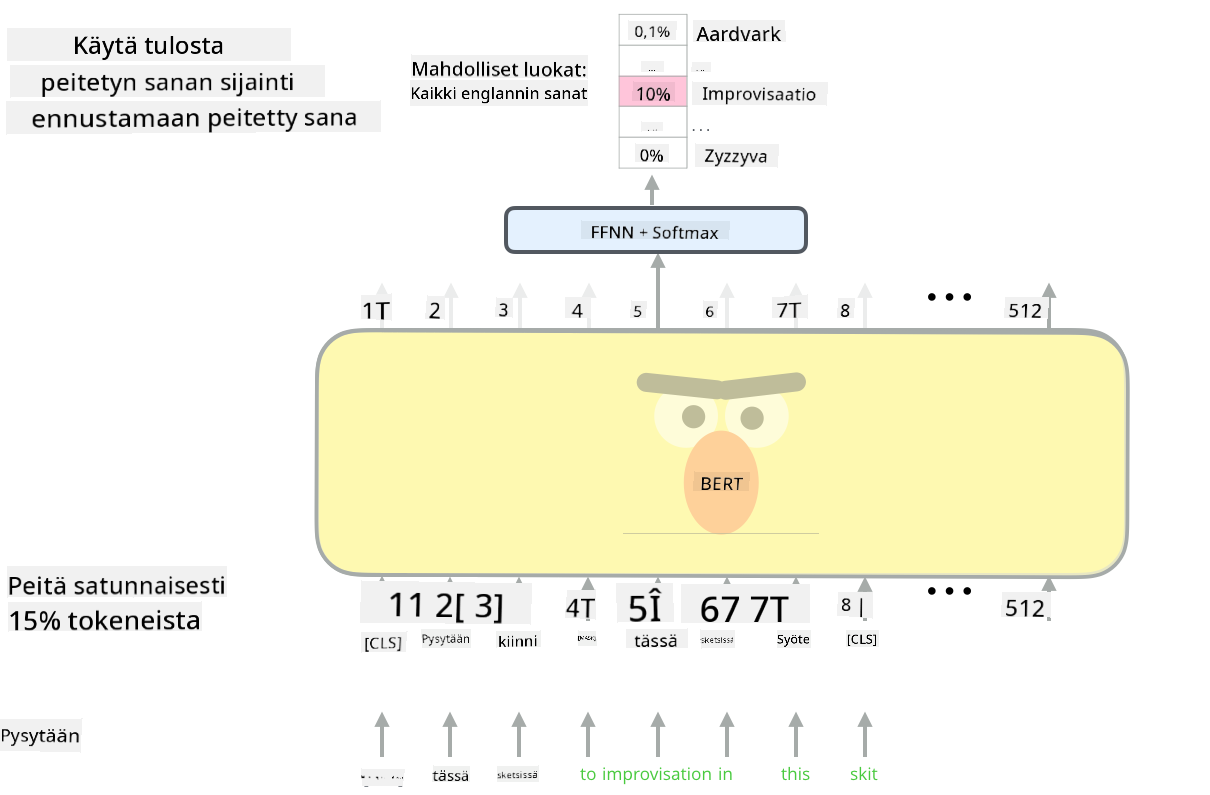 Käytä tulosta
peitetyn sanan sijainti
ennustamaan peitetty sana
Mahdolliset luokat:
Kaikki englannin sanat
0,1% Aardvark
... ...
10% Improvisaatio
... ...
0% Zyzzyva
FFNN + Softmax
1T 2 3 4 5 6 7T 8 ... 512
BERT
Peitä satunnaisesti
15% tokeneista
11 2[ 3] 4T 5Î 67 7T 8 | ... 512
[CLS] Pysytään kiinni [MASK] tässä sketsissä Syöte [CLS]
Pysytään
tässä sketsissä to improvisation in this skit